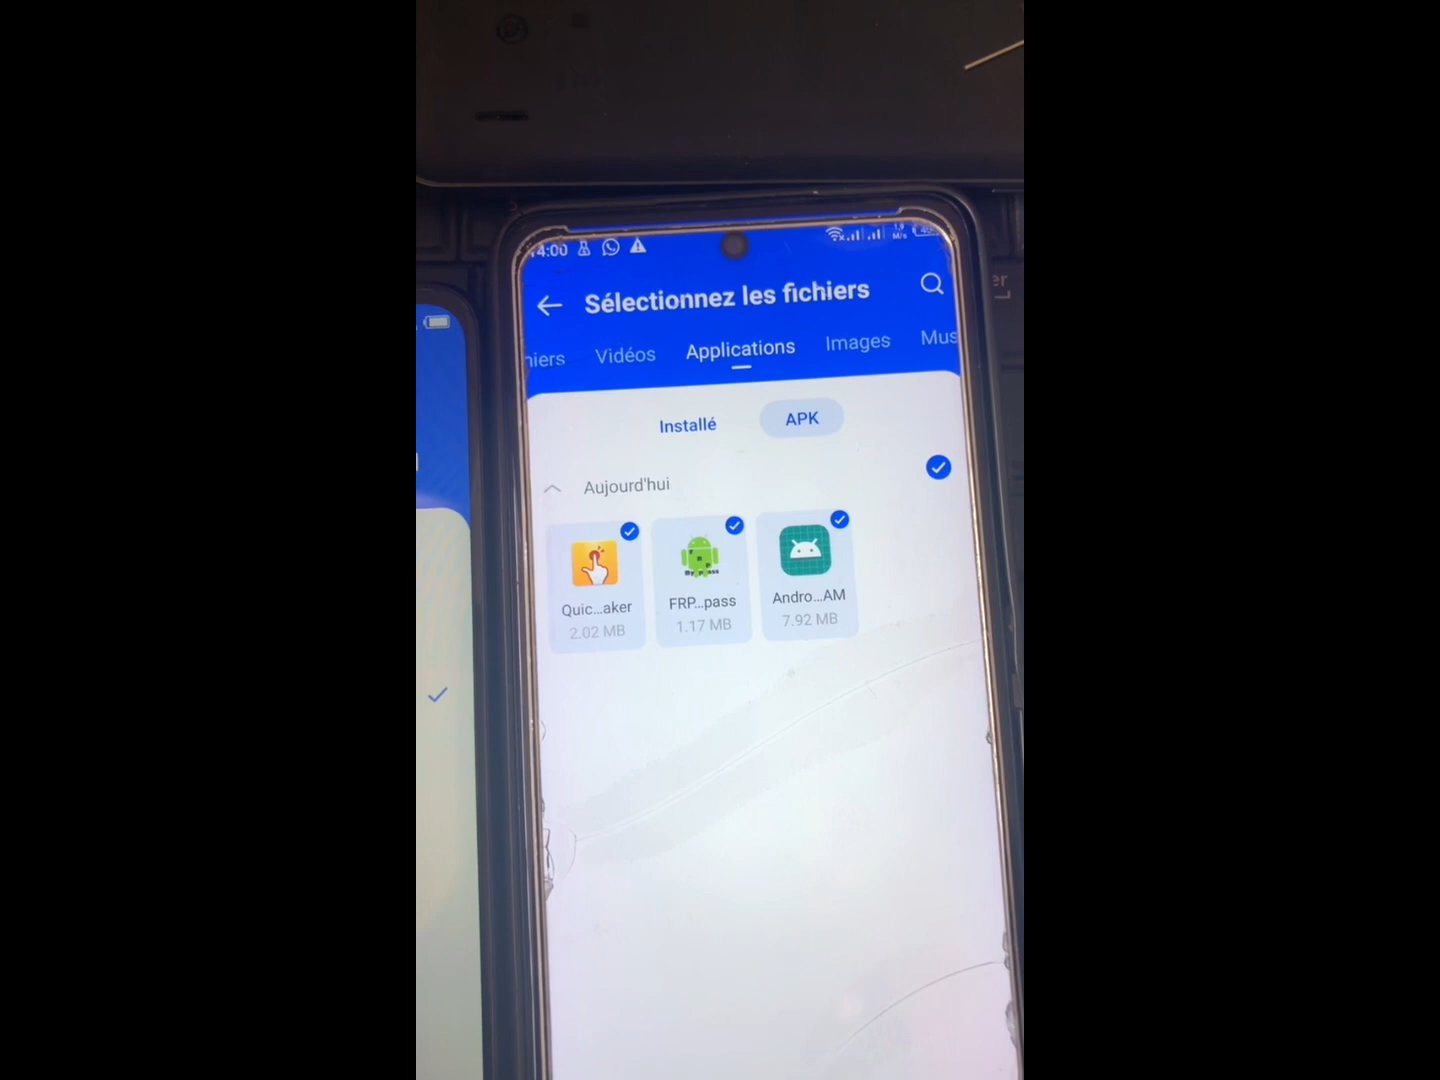 14:00
Sélectionnez les fichiers
hiers Vidéos Applications Images Mus
Installé APK
Aujourd'hui
Quic...aker FRP...pass Andro...AM
2.02 MB 1.17 MB 7.92 MB